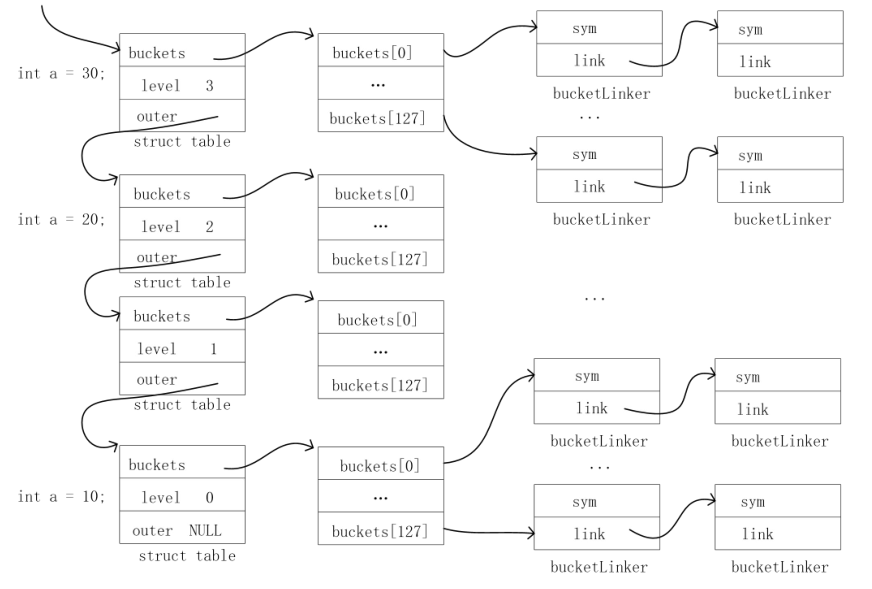 buckets
level 3
outer
struct table
int a = 30;
buckets[0]
...
buckets[127]
sym
link
bucketLinker
sym
link
bucketLinker
...
sym
link
bucketLinker
sym
link
bucketLinker
int a = 20;
buckets
level 2
outer
struct table
buckets[0]
...
buckets[127]
...
buckets
level 1
outer
struct table
buckets[0]
...
buckets[127]
int a = 10;
buckets
level 0
outer NULL
struct table
buckets[0]
...
buckets[127]
sym
link
bucketLinker
sym
link
bucketLinker
...
sym
link
bucketLinker
sym
link
bucketLinker